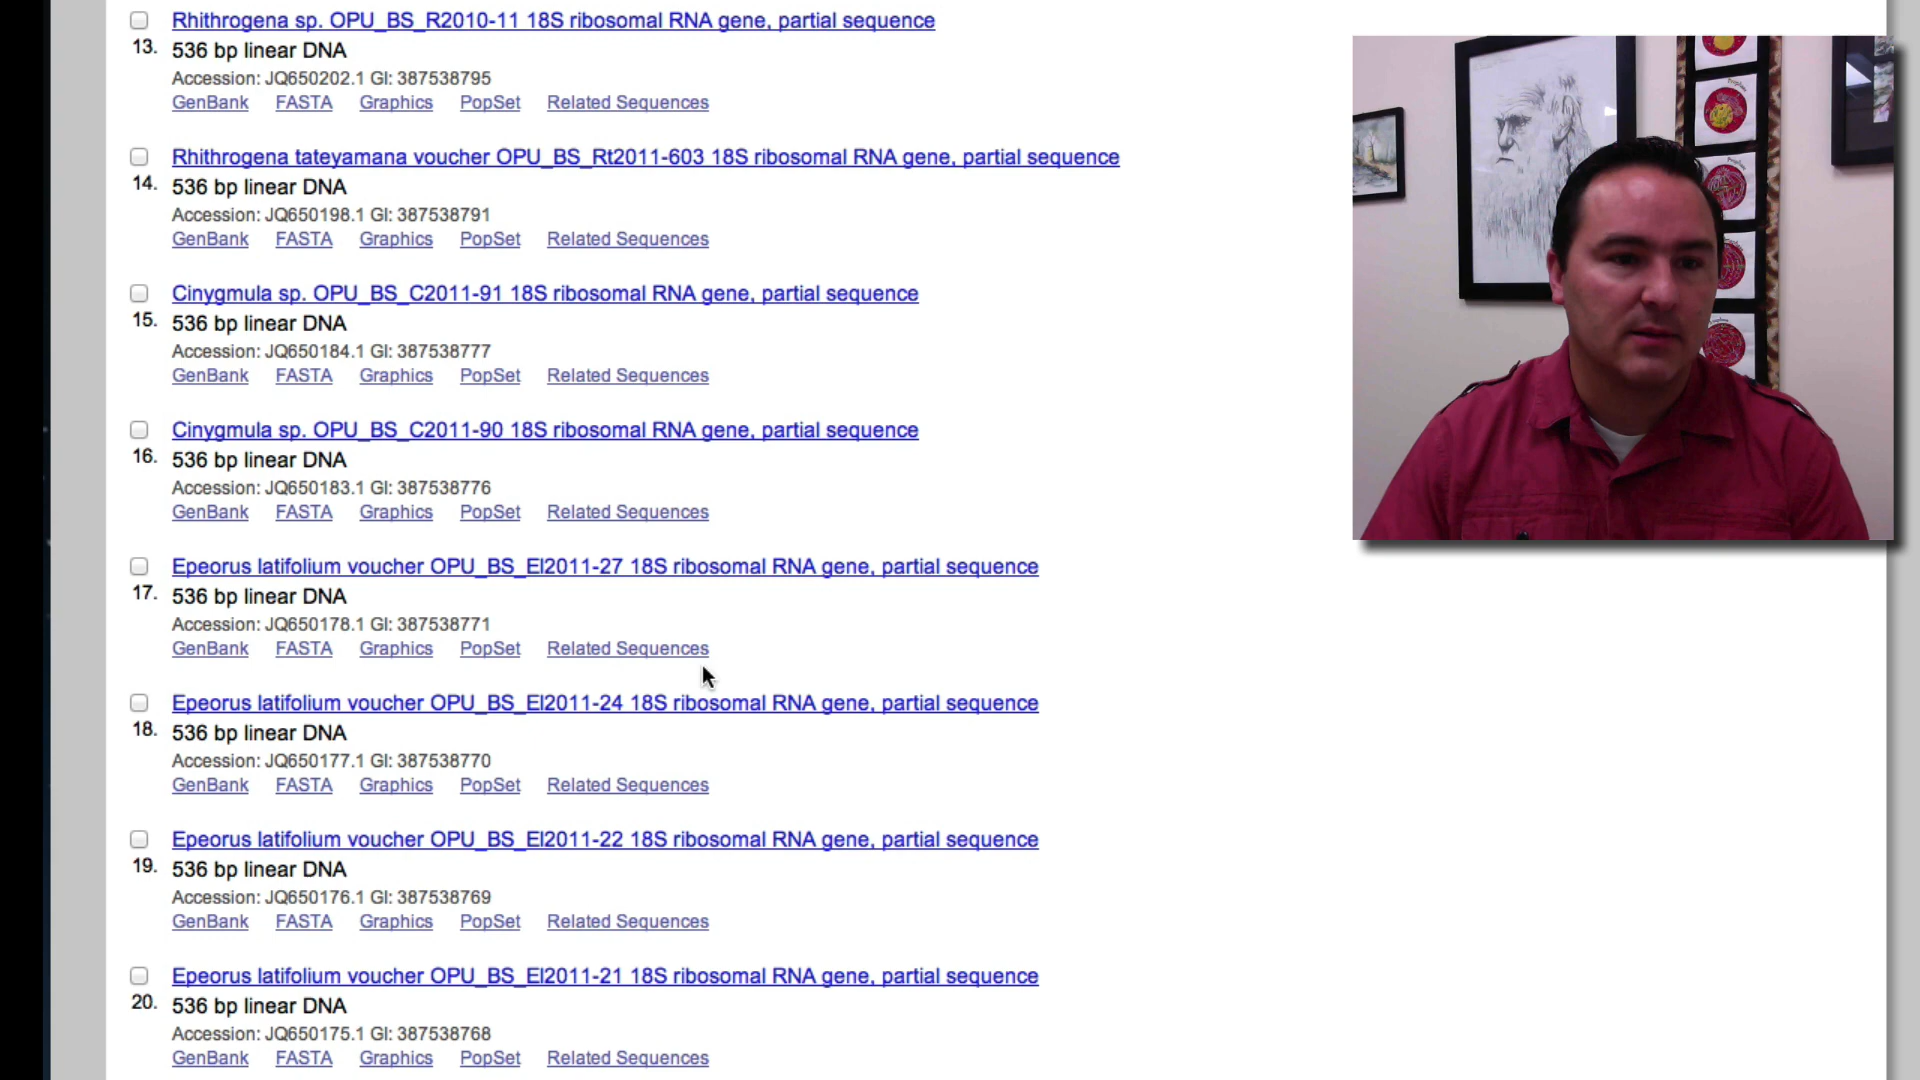 Rhithrogena sp. OPU_BS_R2010-11 18S ribosomal RNA gene, partial sequence
13. 536 bp linear DNA
Accession: JQ650202.1 GI: 387538795
GenBank FASTA Graphics PopSet Related Sequences
Rhithrogena tateyamana voucher OPU_BS_Rt2011-603 18S ribosomal RNA gene, partial sequence
14. 536 bp linear DNA
Accession: JQ650198.1 GI: 387538791
GenBank FASTA Graphics PopSet Related Sequences
Cinygmula sp. OPU_BS_C2011-91 18S ribosomal RNA gene, partial sequence
15. 536 bp linear DNA
Accession: JQ650184.1 GI: 387538777
GenBank FASTA Graphics PopSet Related Sequences
Cinygmula sp. OPU_BS_C2011-90 18S ribosomal RNA gene, partial sequence
16. 536 bp linear DNA
Accession: JQ650183.1 GI: 387538776
GenBank FASTA Graphics PopSet Related Sequences
Epeorus latifolium voucher OPU_BS_El2011-27 18S ribosomal RNA gene, partial sequence
17. 536 bp linear DNA
Accession: JQ650178.1 GI: 387538771
GenBank FASTA Graphics PopSet Related Sequences
Epeorus latifolium voucher OPU_BS_El2011-24 18S ribosomal RNA gene, partial sequence
18. 536 bp linear DNA
Accession: JQ650177.1 GI: 387538770
GenBank FASTA Graphics PopSet Related Sequences
Epeorus latifolium voucher OPU_BS_El2011-22 18S ribosomal RNA gene, partial sequence
19. 536 bp linear DNA
Accession: JQ650176.1 GI: 387538769
GenBank FASTA Graphics PopSet Related Sequences
Epeorus latifolium voucher OPU_BS_El2011-21 18S ribosomal RNA gene, partial sequence
20. 536 bp linear DNA
Accession: JQ650175.1 GI: 387538768
GenBank FASTA Graphics PopSet Related Sequences